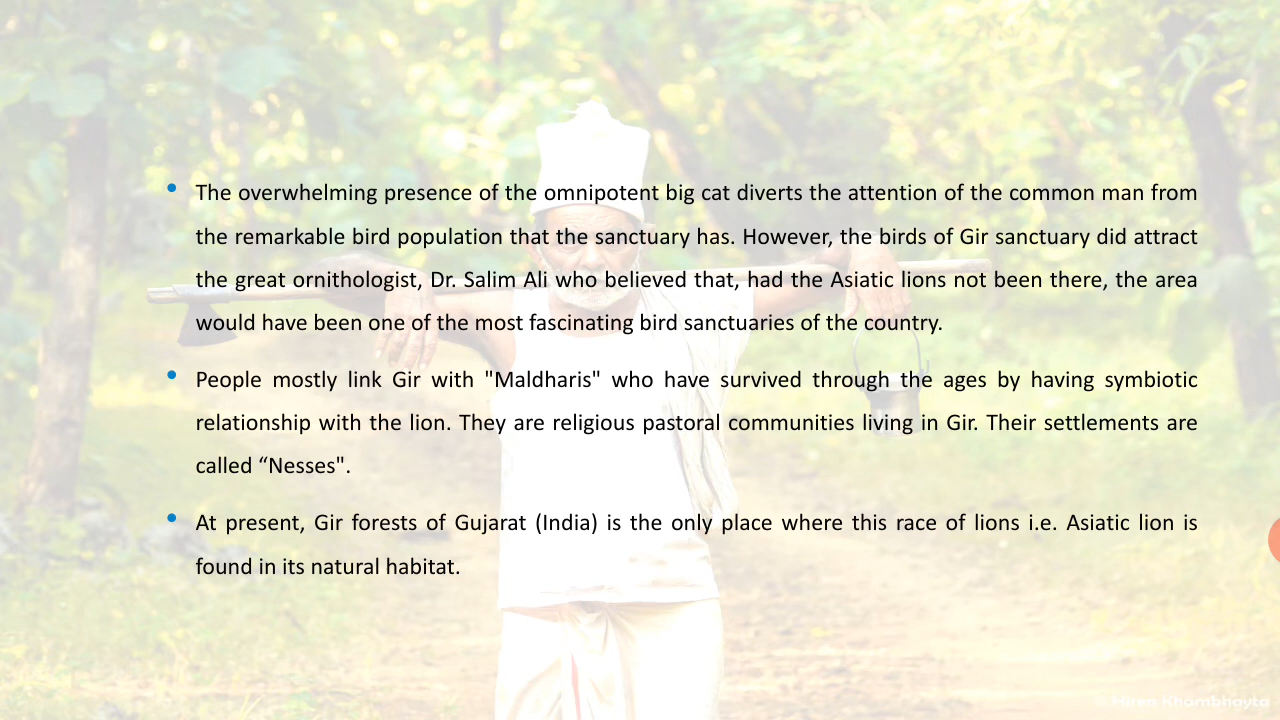 The overwhelming presence of the omnipotent big cat diverts the attention of the common man from
the remarkable bird population that the sanctuary has. However, the birds of Gir sanctuary did attract
the great ornithologist, Dr. Salim Ali who believed that, had the Asiatic lions not been there, the area
would have been one of the most fascinating bird sanctuaries of the country.
People mostly link Gir with "Maldharis" who have survived through the ages by having symbiotic
relationship with the lion. They are religious pastoral communities living in Gir. Their settlements are
called “Nesses".
At present, Gir forests of Gujarat (India) is the only place where this race of lions i.e. Asiatic lion is
found in its natural habitat.
Hiren Khambhayta